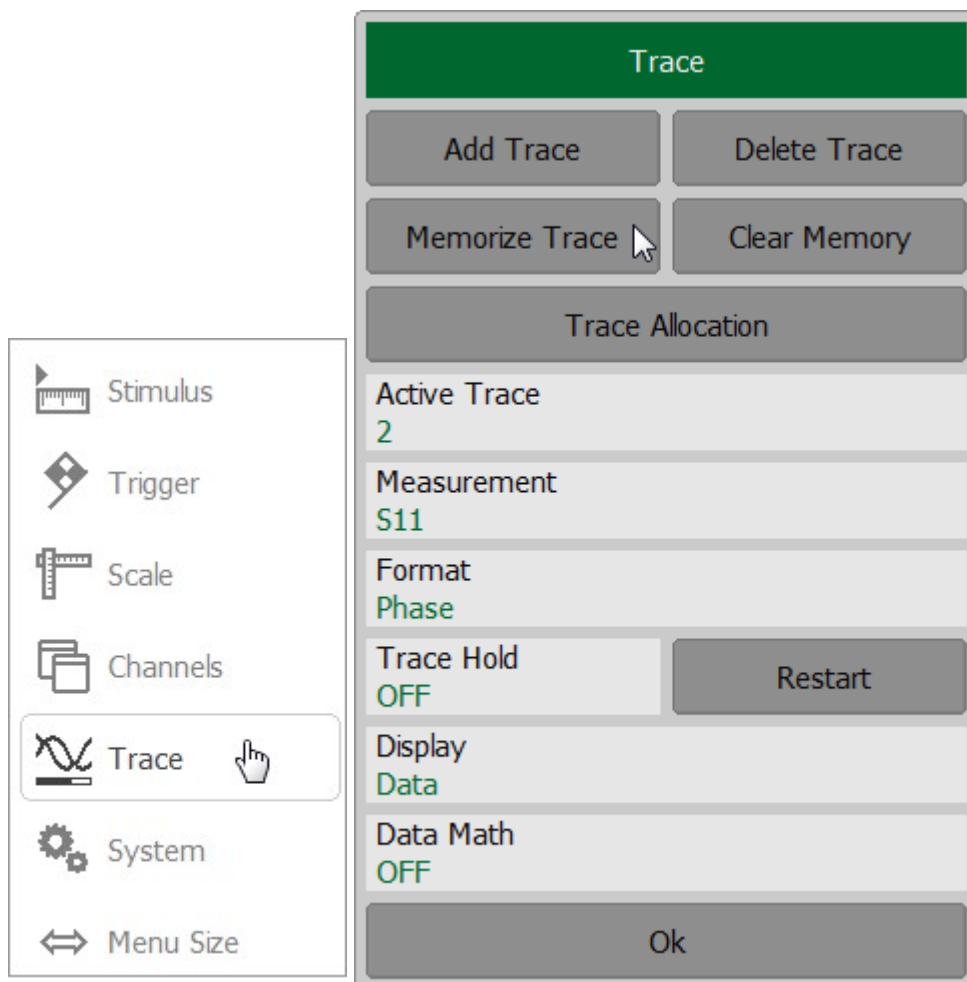 Stimulus
Trigger
Scale
Channels
Trace
System
Menu Size
Trace
Add Trace
Delete Trace
Memorize Trace
Clear Memory
Trace Allocation
Active Trace
2
Measurement
S11
Format
Phase
Trace Hold
OFF
Restart
Display
Data
Data Math
OFF
Ok